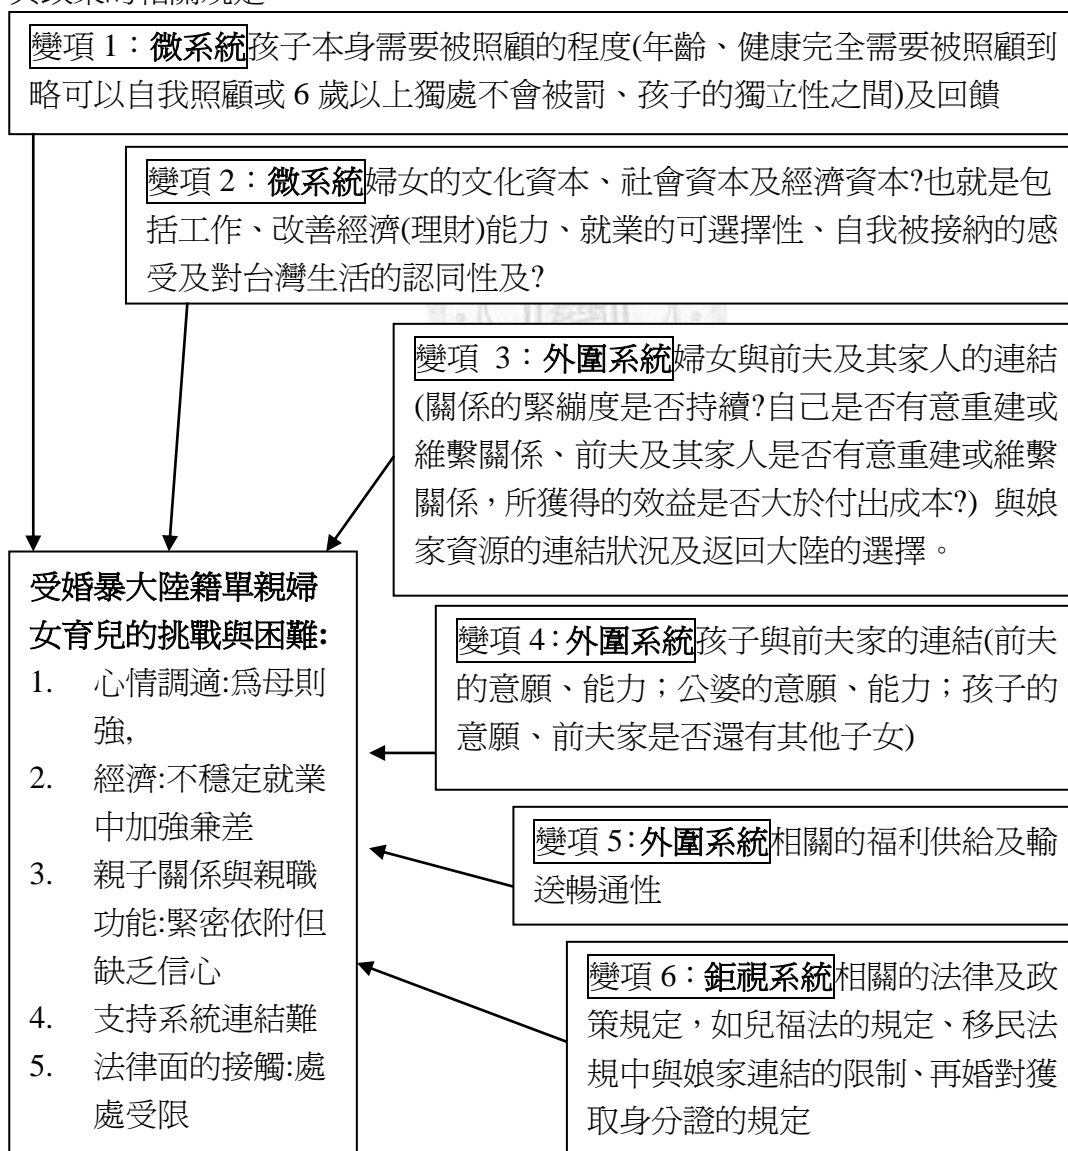 變項 1：微系統孩子本身需要被照顧的程度(年齡、健康完全需要被照顧到
略可以自我照顧或 6 歲以上獨處不會被罰、孩子的獨立性之間)及回饋
變項 2：微系統婦女的文化資本、社會資本及經濟資本?也就是包
括工作、改善經濟(理財)能力、就業的可選擇性、自我被接納的感
受及對台灣生活的認同性及?
變項 3：外圍系統婦女與前夫及其家人的連結
(關係的緊繃度是否持續?自己是否有意重建或
維繫關係、前夫及其家人是否有意重建或維繫
關係，所獲得的效益是否大於付出成本?) 與娘
家資源的連結狀況及返回大陸的選擇。
變項 4：外圍系統孩子與前夫家的連結(前夫
的意願、能力；公婆的意願、能力；孩子的
意願、前夫家是否還有其他子女)
變項 5：外圍系統相關的福利供給及輸
送暢通性
變項 6：鉅視系統相關的法律及政
策規定，如兒福法的規定、移民法
規中與娘家連結的限制、再婚對獲
取身分證的規定
受婚暴大陸籍單親婦
女育兒的挑戰與困難:
1. 心情調適:為母則
強,
2. 經濟:不穩定就業
中加強兼差
3. 親子關係與親職
功能:緊密依附但
缺乏信心
4. 支持系統連結難
5. 法律面的接觸:處
處受限